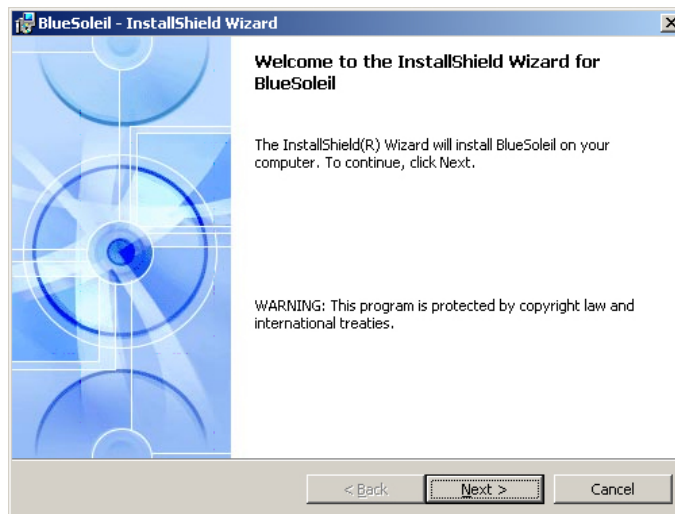 BlueSoleil - InstallShield Wizard
Welcome to the InstallShield Wizard for
BlueSoleil
The InstallShield(R) Wizard will install BlueSoleil on your
computer. To continue, click Next.
WARNING: This program is protected by copyright law and
international treaties.
< Back Next > Cancel